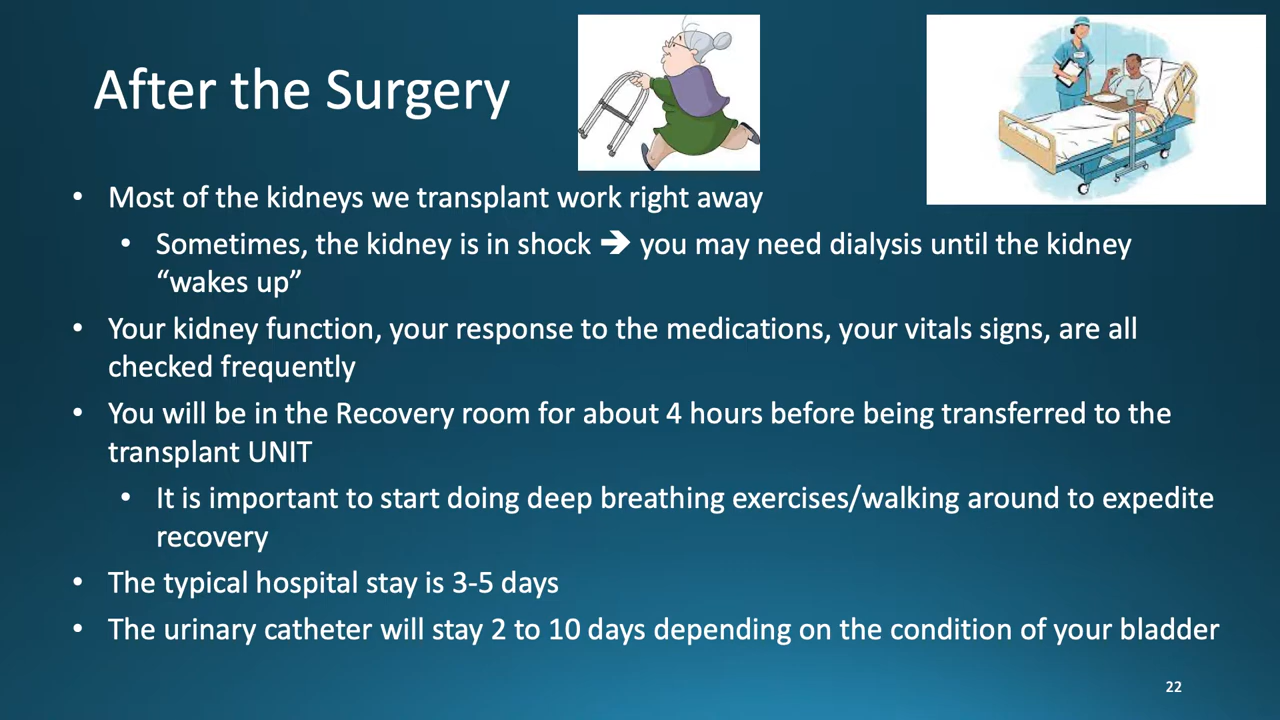 After the Surgery
• Most of the kidneys we transplant work right away
• Sometimes, the kidney is in shock ➔ you may need dialysis until the kidney
“wakes up”
• Your kidney function, your response to the medications, your vitals signs, are all
checked frequently
• You will be in the Recovery room for about 4 hours before being transferred to the
transplant UNIT
• It is important to start doing deep breathing exercises/walking around to expedite
recovery
• The typical hospital stay is 3-5 days
• The urinary catheter will stay 2 to 10 days depending on the condition of your bladder
22